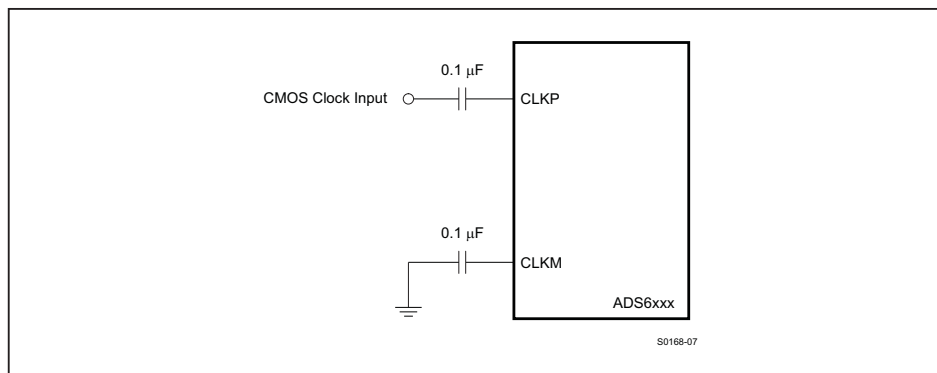 0.1 μF
CMOS Clock Input
CLKP
0.1 μF
CLKM
ADS6xxx
S0168-07